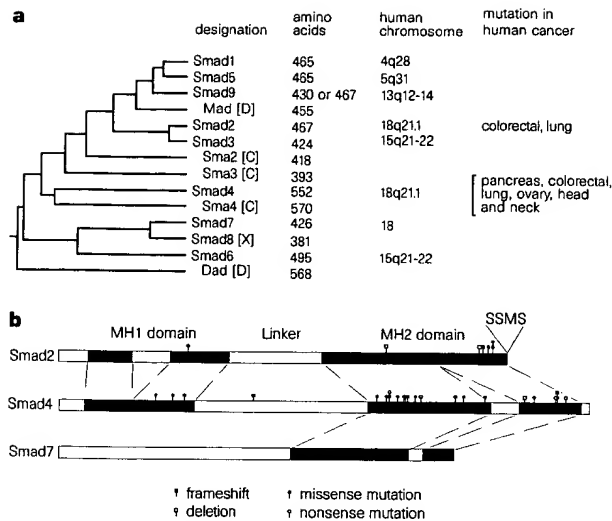 a
designation amino acids human chromosome mutation in human cancer
Smad1 465 4q28
Smad5 465 5q31
Smad9 430 or 467 13q12-14
Mad [D] 455
Smad2 467 18q21.1 colorectal, lung
Smad3 424 15q21-22
Sma2 [C] 418
Sma3 [C] 393
Smad4 552 18q21.1 pancreas, colorectal, lung, ovary, head and neck
Sma4 [C] 570
Smad7 426 18
Smad8 [X] 381
Smad6 495 15q21-22
Dad [D] 568
b
SSMS
MH1 domain Linker MH2 domain
Smad2
Smad4
Smad7
frameshift missense mutation
deletion nonsense mutation